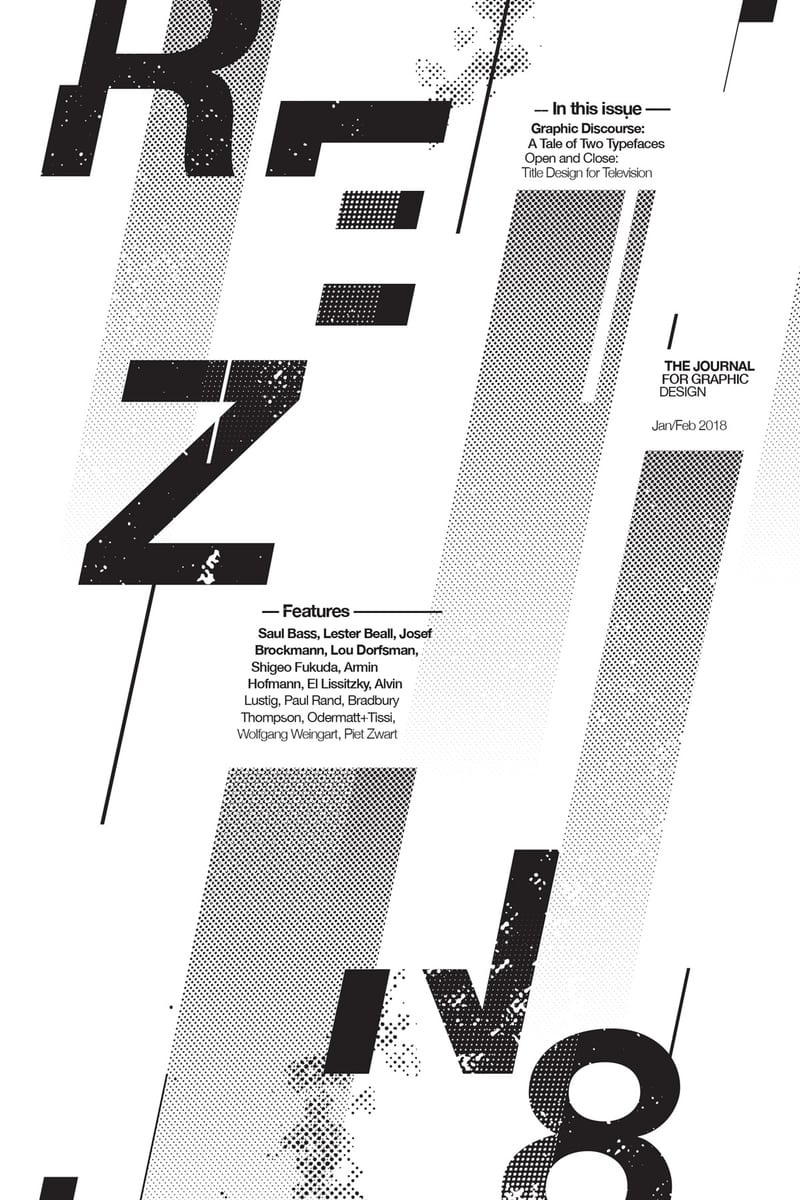 R
E
— In this issue —
Graphic Discourse:
A Tale of Two Typefaces
Open and Close:
Title Design for Television
THE JOURNAL
FOR GRAPHIC
DESIGN
Jan/Feb 2018
Z
— Features —
Saul Bass, Lester Beall, Josef
Brockmann, Lou Dorfsman,
Shigeo Fukuda, Armin
Hofmann, El Lissitzky, Alvin
Lustig, Paul Rand, Bradbury
Thompson, Odermatt+Tissi,
Wolfgang Weingart, Piet Zwart
N
8